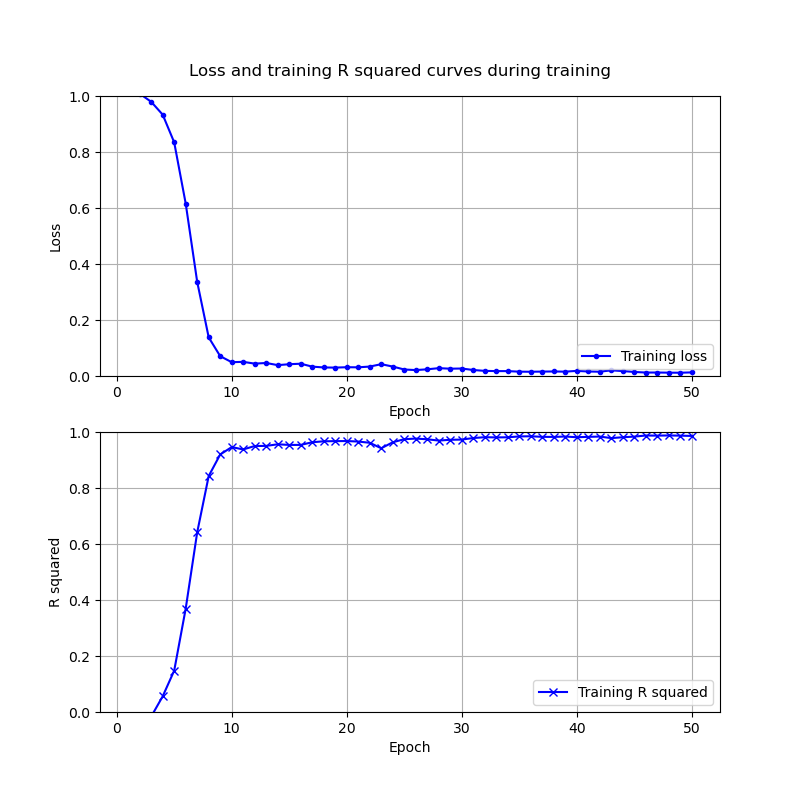 Loss and training R squared curves during training
1.0
0.8
0.6
0.4
0.2
0.0
Loss
Training loss
0 10 20 30 40 50
Epoch
1.0
0.8
0.6
0.4
0.2
0.0
R squared
Training R squared
0 10 20 30 40 50
Epoch